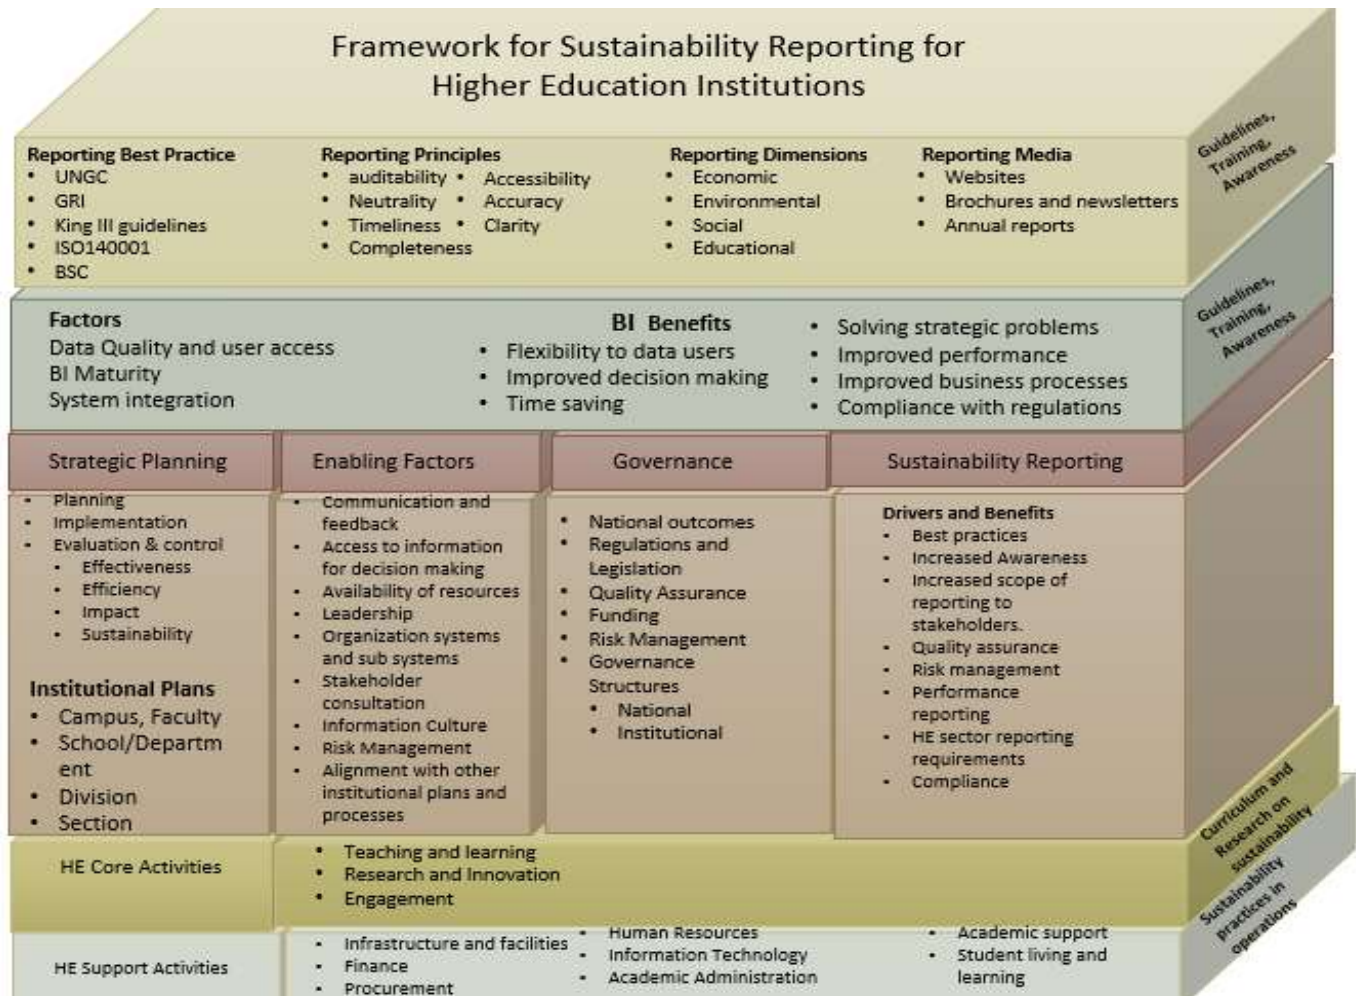 Framework for Sustainability Reporting for
Higher Education Institutions
Reporting Best Practice
• UNGC
• GRI
• King III guidelines
• ISO140001
• BSC
Reporting Principles
• auditability • Accessibility
• Neutrality • Accuracy
• Timeliness • Clarity
• Completeness
Reporting Dimensions
• Economic
• Environmental
• Social
• Educational
Reporting Media
• Websites
• Brochures and newsletters
• Annual reports
Guidelines,
Training,
Awareness
Factors
Data Quality and user access
BI Maturity
System integration
BI Benefits
• Flexibility to data users
• Improved decision making
• Time saving
• Solving strategic problems
• Improved performance
• Improved business processes
• Compliance with regulations
Guidelines,
Training,
Awareness
Strategic Planning
• Planning
• Implementation
• Evaluation & control
• Effectiveness
• Efficiency
• Impact
• Sustainability
Institutional Plans
• Campus, Faculty
• School/Departm
ent
• Division
• Section
Enabling Factors
• Communication and
feedback
• Access to information
for decision making
• Availability of resources
• Leadership
• Organization systems
and sub systems
• Stakeholder
consultation
• Information Culture
• Risk Management
• Alignment with other
institutional plans and
processes
Governance
• National outcomes
• Regulations and
Legislation
• Quality Assurance
• Funding
• Risk Management
• Governance
Structures
• National
• Institutional
Sustainability Reporting
Drivers and Benefits
• Best practices
• Increased Awareness
• Increased scope of
reporting to
stakeholders.
• Quality assurance
• Risk management
• Performance
reporting
• HE sector reporting
requirements
• Compliance
HE Core Activities
• Teaching and learning
• Research and Innovation
• Engagement
Curriculum and
Research on
sustainability
HE Support Activities
• Infrastructure and facilities
• Finance
• Procurement
• Human Resources
• Information Technology
• Academic Administration
• Academic support
• Student living and
learning
Sustainability
practices in
operations